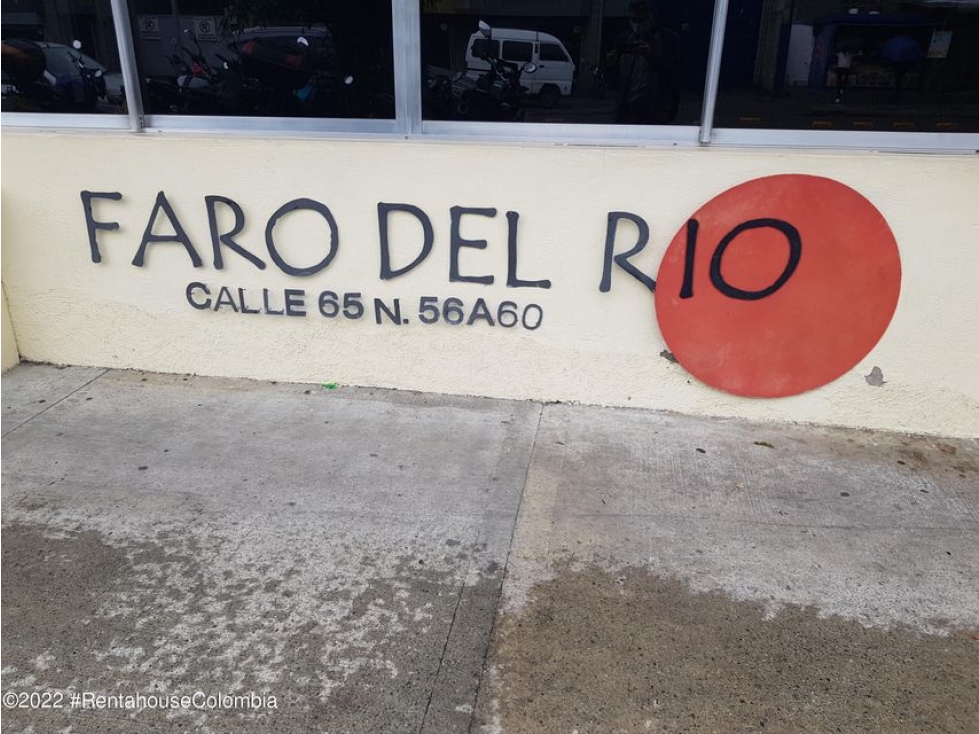 FARO DEL RIO
CALLE 65 N. 56A60
©2022 #RentahouseColombia